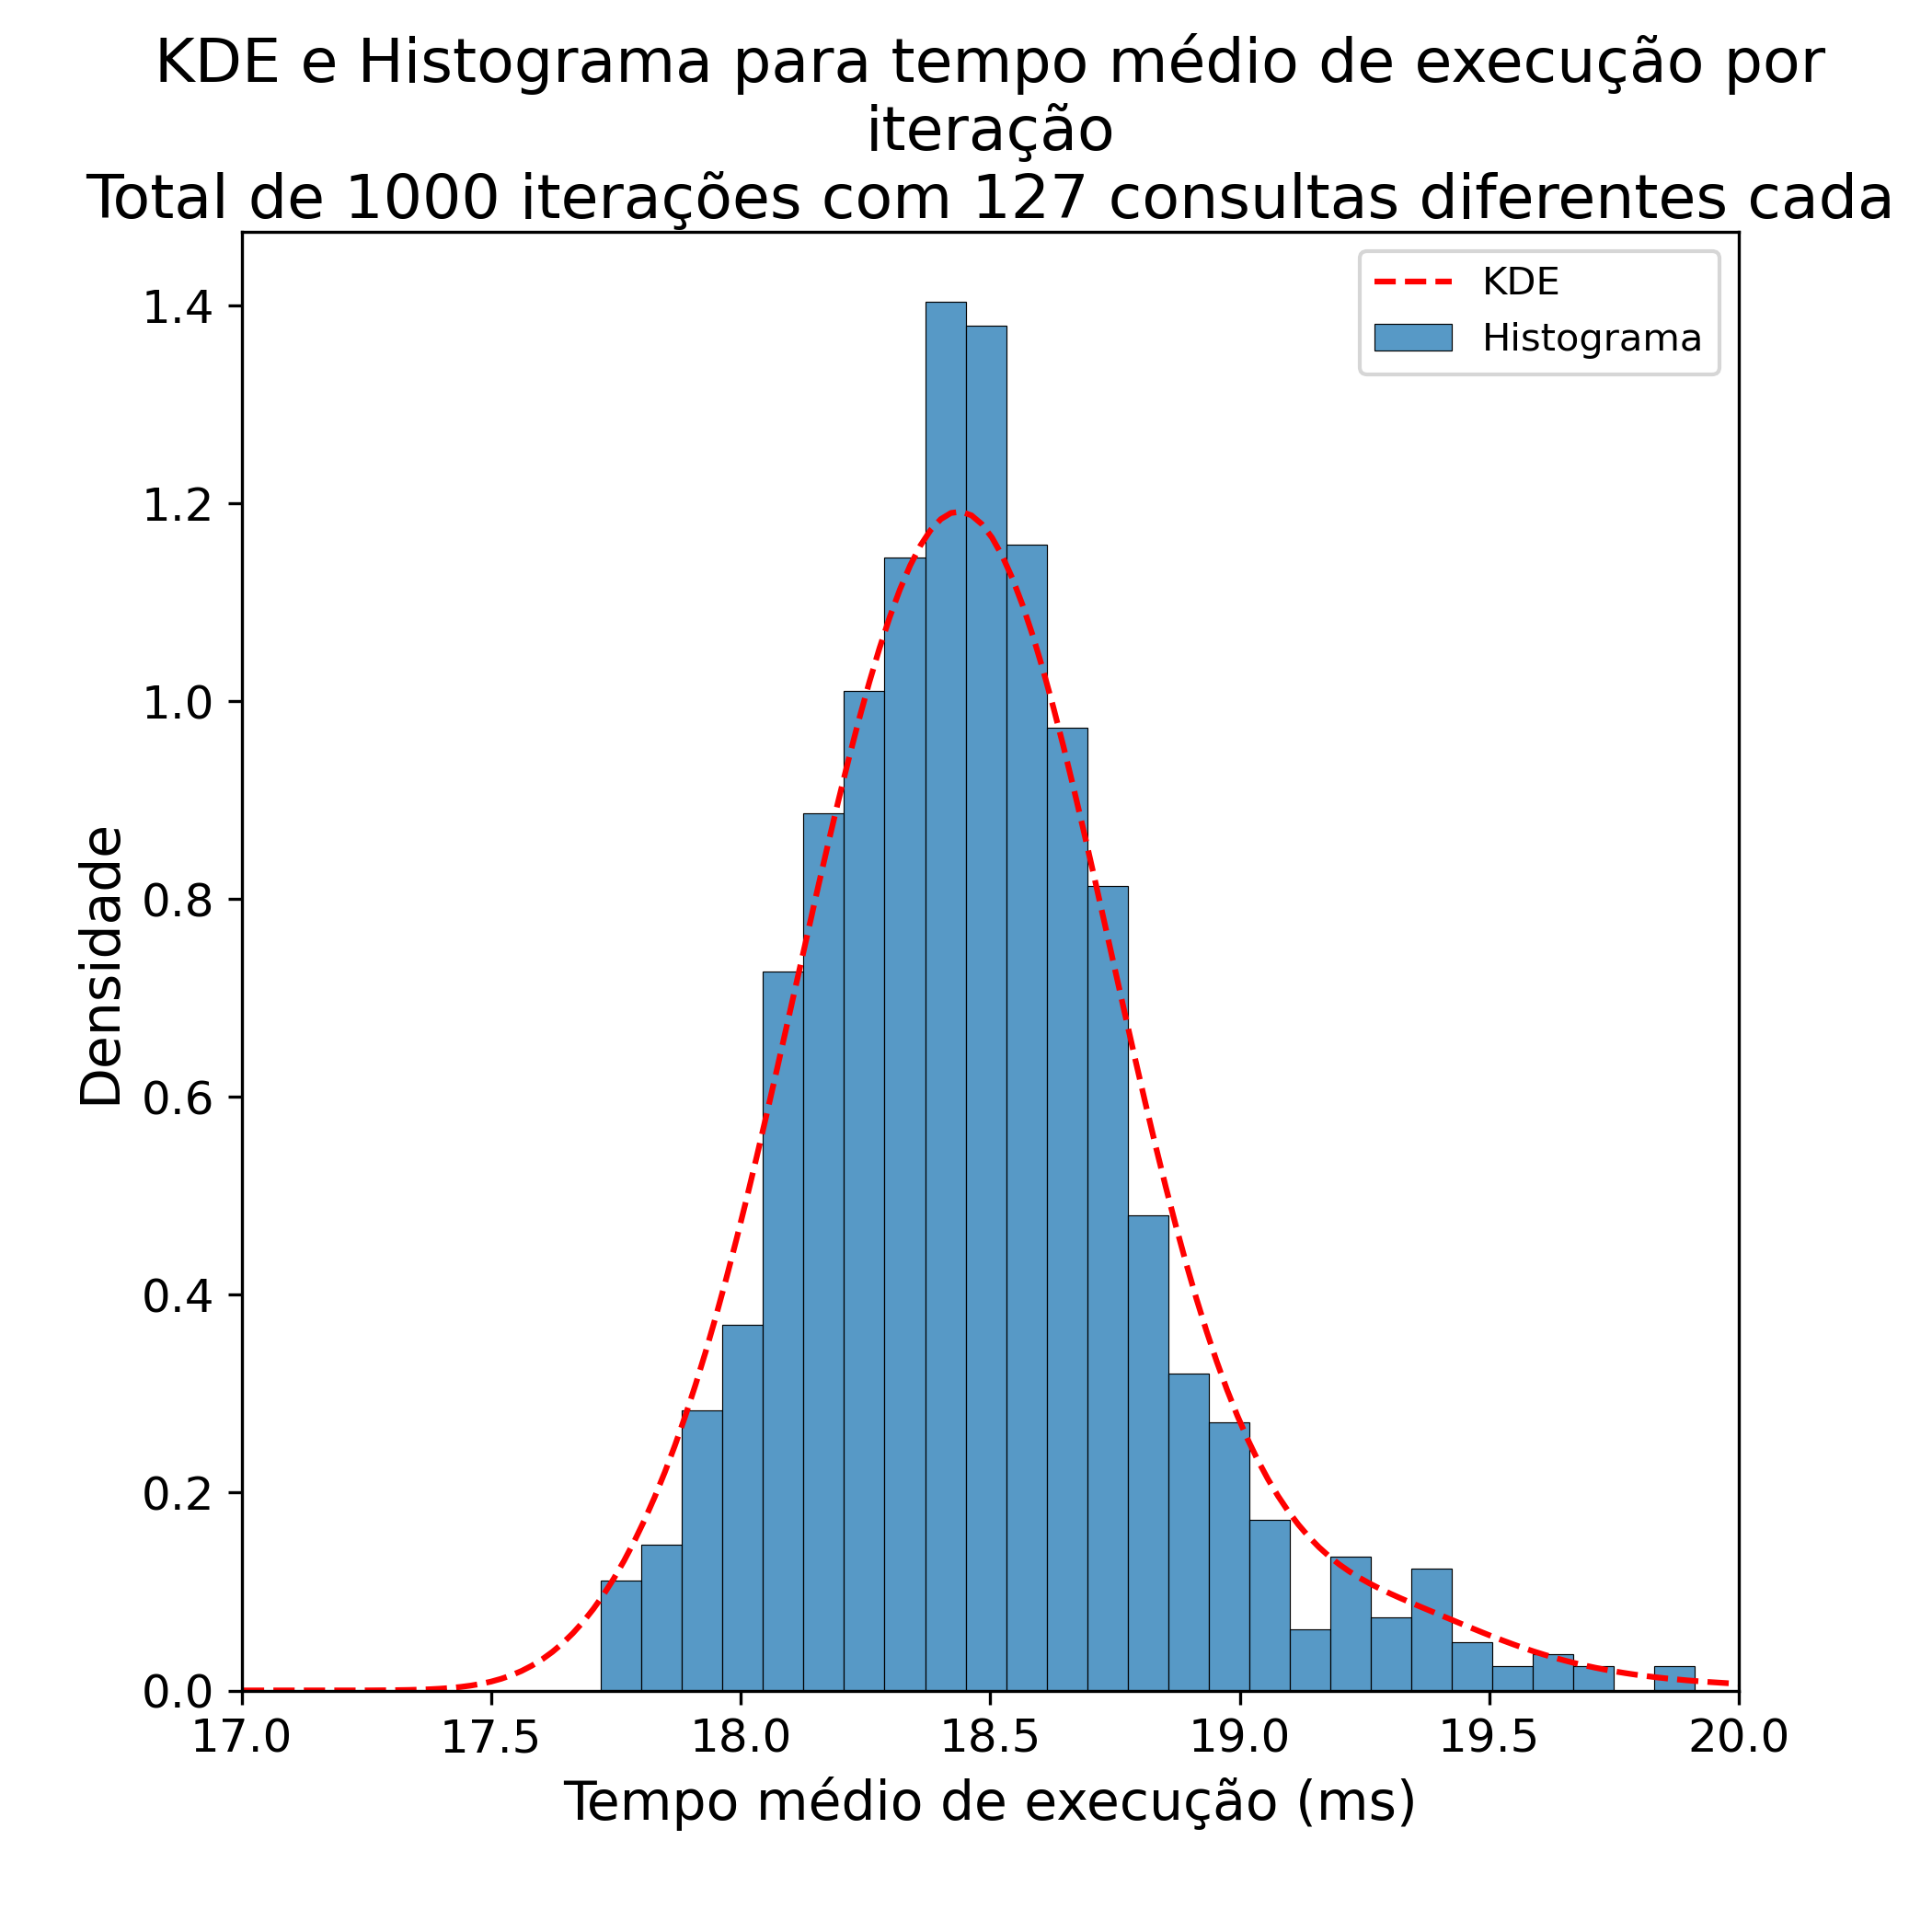 KDE e Histograma para tempo médio de execução por
iteração
Total de 1000 iterações com 127 consultas diferentes cada
KDE
Histograma
1.4
1.2
1.0
0.8
0.6
0.4
0.2
0.0
Densidade
17.0 17.5 18.0 18.5 19.0 19.5 20.0
Tempo médio de execução (ms)